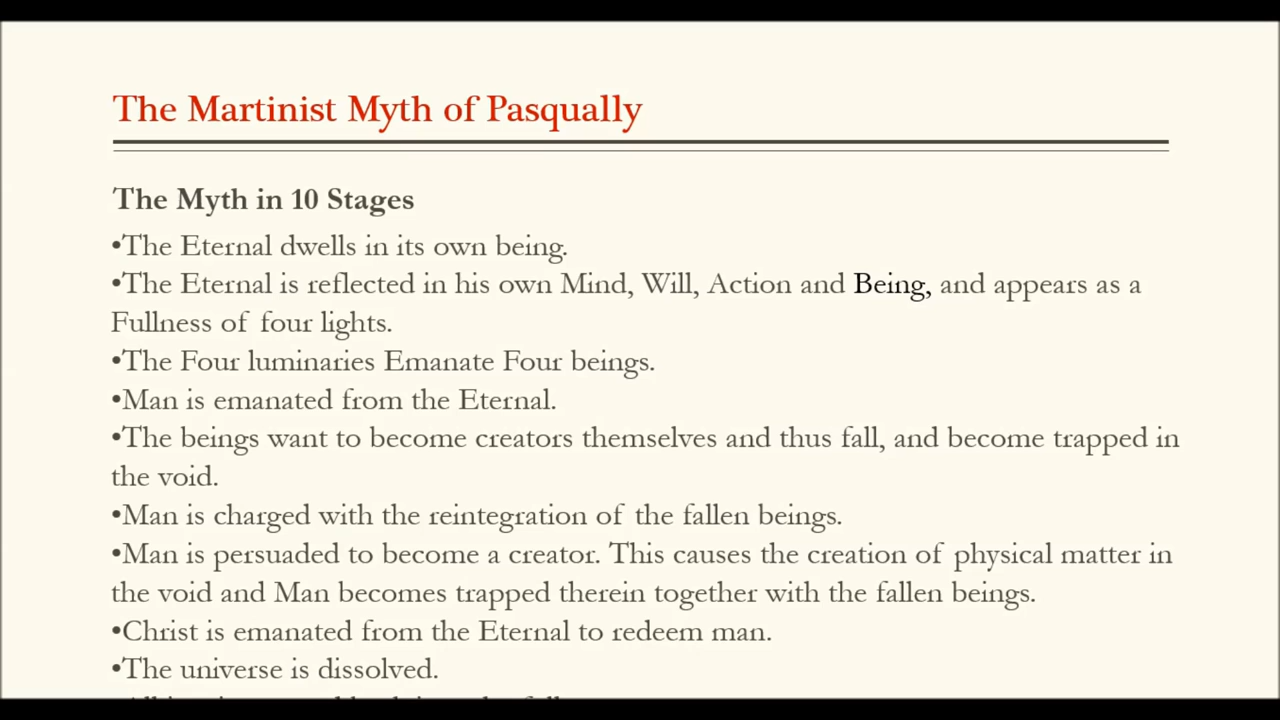 The Martinist Myth of Pasqually
The Myth in 10 Stages
•The Eternal dwells in its own being.
•The Eternal is reflected in his own Mind, Will, Action and Being, and appears as a
Fullness of four lights.
•The Four luminaries Emanate Four beings.
•Man is emanated from the Eternal.
•The beings want to become creators themselves and thus fall, and become trapped in
the void.
•Man is charged with the reintegration of the fallen beings.
•Man is persuaded to become a creator. This causes the creation of physical matter in
the void and Man becomes trapped therein together with the fallen beings.
•Christ is emanated from the Eternal to redeem man.
•The universe is dissolved.